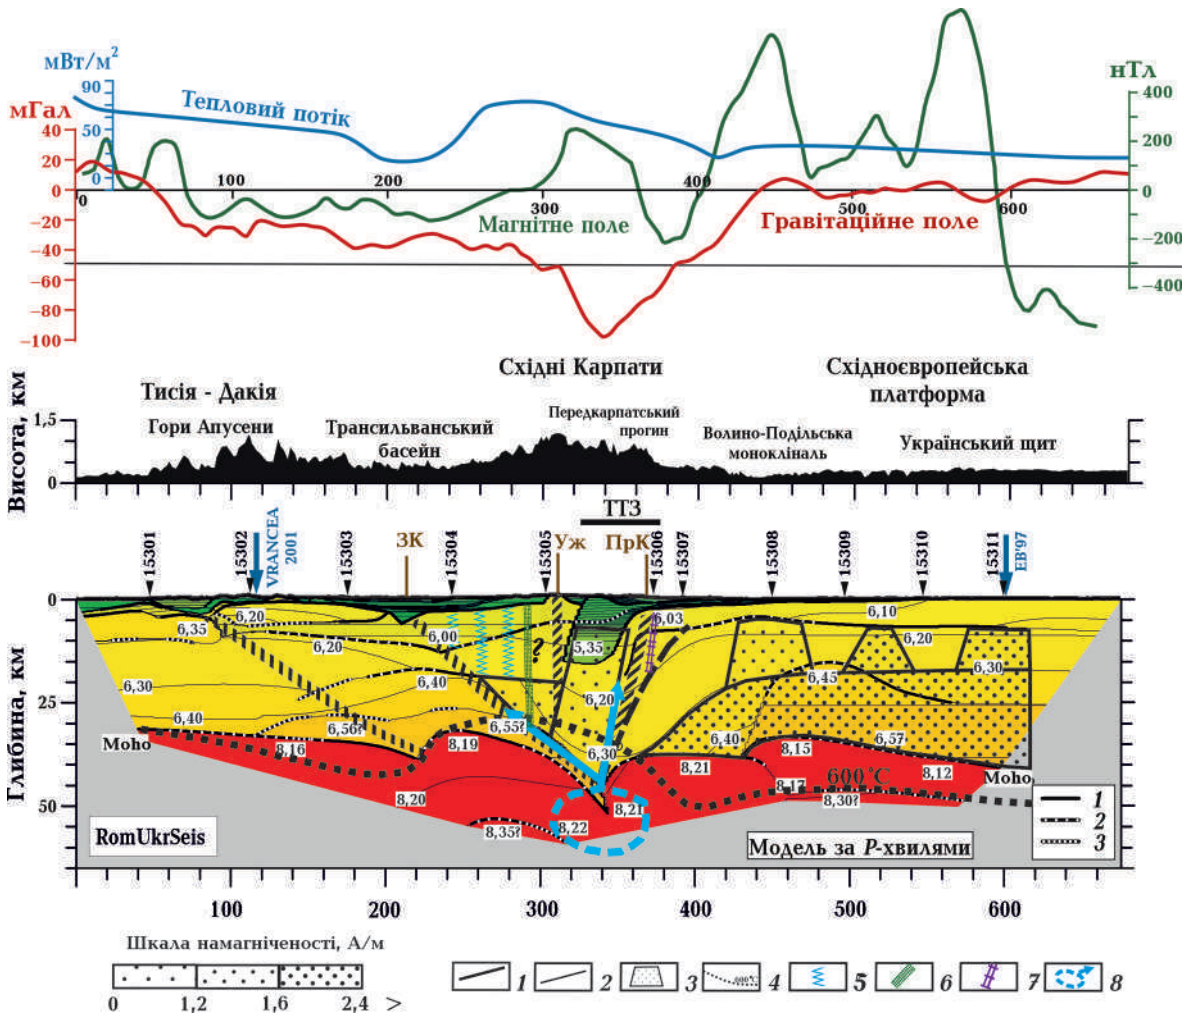 мВт/м²
90
50
0
мГал
40
20
0
−20
−40
−60
−80
−100
нТл
400
200
0
−200
−400
Тепловий потік
Магнітне поле
Гравітаційне поле
0 100 200 300 400 500 600
Східні Карпати
Східноєвропейська
платформа
Тисія - Дакія
Гори Апусени
Трансильванський
басейн
Передкарпатський
прогин
Волино-Подільська
монокліналь
Український щит
Висота, км
1,5
0
ТТЗ
15301
15302
VRANCEA
2001
15303
ЗК
15304
15305
Уж
ПрК
15306
15307
15308
15309
15310
15311
EB'97
Глибина, км
0
25
50
6,20
6,35
6,20
6,00
6,03
6,10
6,20
5,35
6,30
6,30
6,40
6,45
6,20
6,40
6,56?
6,55?
6,30
6,40
6,57
Moho
8,16
8,19
8,21
8,15
8,12
Moho
8,17
600°C
8,20
8,21
8,30?
8,35?
8,22
?
1
2
3
RomUkrSeis
Модель за P-хвилями
100 200 300 400 500 600
Шкала намагніченості, А/м
0 1,2 1,6 2,4 >
1 2 3 600°C 4 5 6 7 8